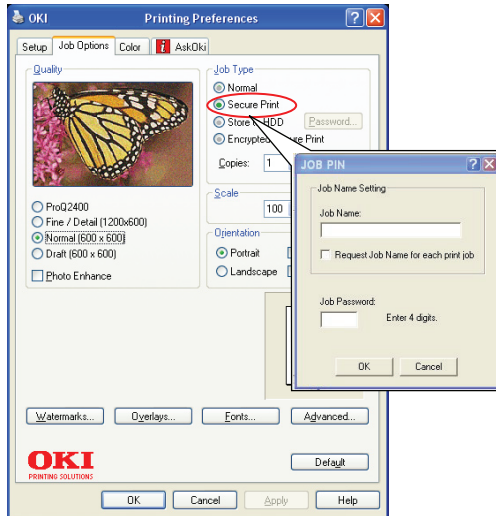 OKI Printing Preferences
Setup Job Options Color AskOki
Quality
ProQ2400
Fine / Detail (1200x600)
Normal (600 x 600)
Draft (600 x 600)
Photo Enhance
Job Type
Normal
Secure Print
Store HDD Password...
Encrypted re Print
Copies: 1
Scale
100
Orientation
Portrait
Landscape
JOB PIN
Job Name Setting
Job Name:
Request Job Name for each print job
Job Password:
Enter 4 digits.
OK Cancel
Watermarks... Overlays... Fonts... Advanced...
OKI
PRINTING SOLUTIONS
Default
OK Cancel Apply Help